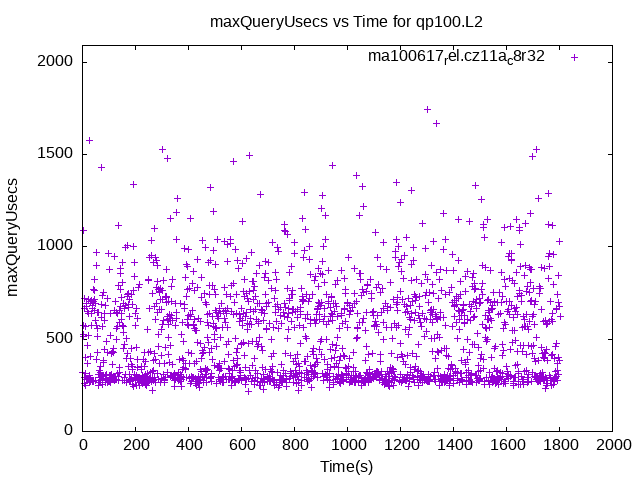 maxQueryUsecs vs Time for qp100.L2
ma100617rel.cz11ac8r32
maxQueryUsecs
2000
1500
1000
500
0
0 200 400 600 800 1000 1200 1400 1600 1800 2000
Time(s)